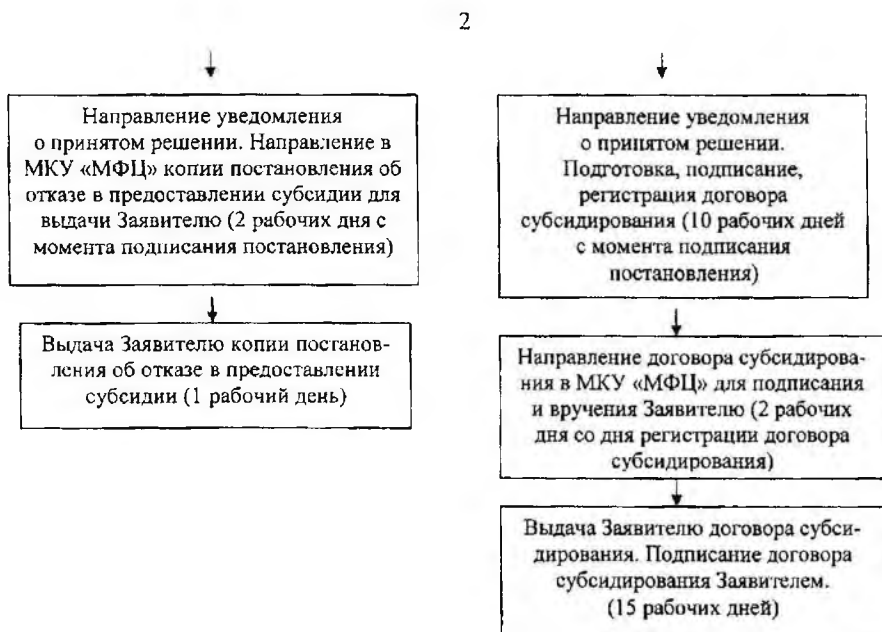 2
Направление уведомления
о принятом решении. Направление в
МКУ «МФЦ» копии постановления об
отказе в предоставлении субсидии для
выдачи Заявителю (2 рабочих дня с
момента подписания постановления)
Выдача Заявителю копии постанов-
ления об отказе в предоставлении
субсидии (1 рабочий день)
Направление уведомления
о принятом решении.
Подготовка, подписание,
регистрация договора
субсидирования (10 рабочих дней
с момента подписания
постановления)
Направление договора субсидирова-
ния в МКУ «МФЦ» для подписания
и вручения Заявителю (2 рабочих
дня со дня регистрации договора
субсидирования)
Выдача Заявителю договора субси-
дирования. Подписание договора
субсидирования Заявителем.
(15 рабочих дней)